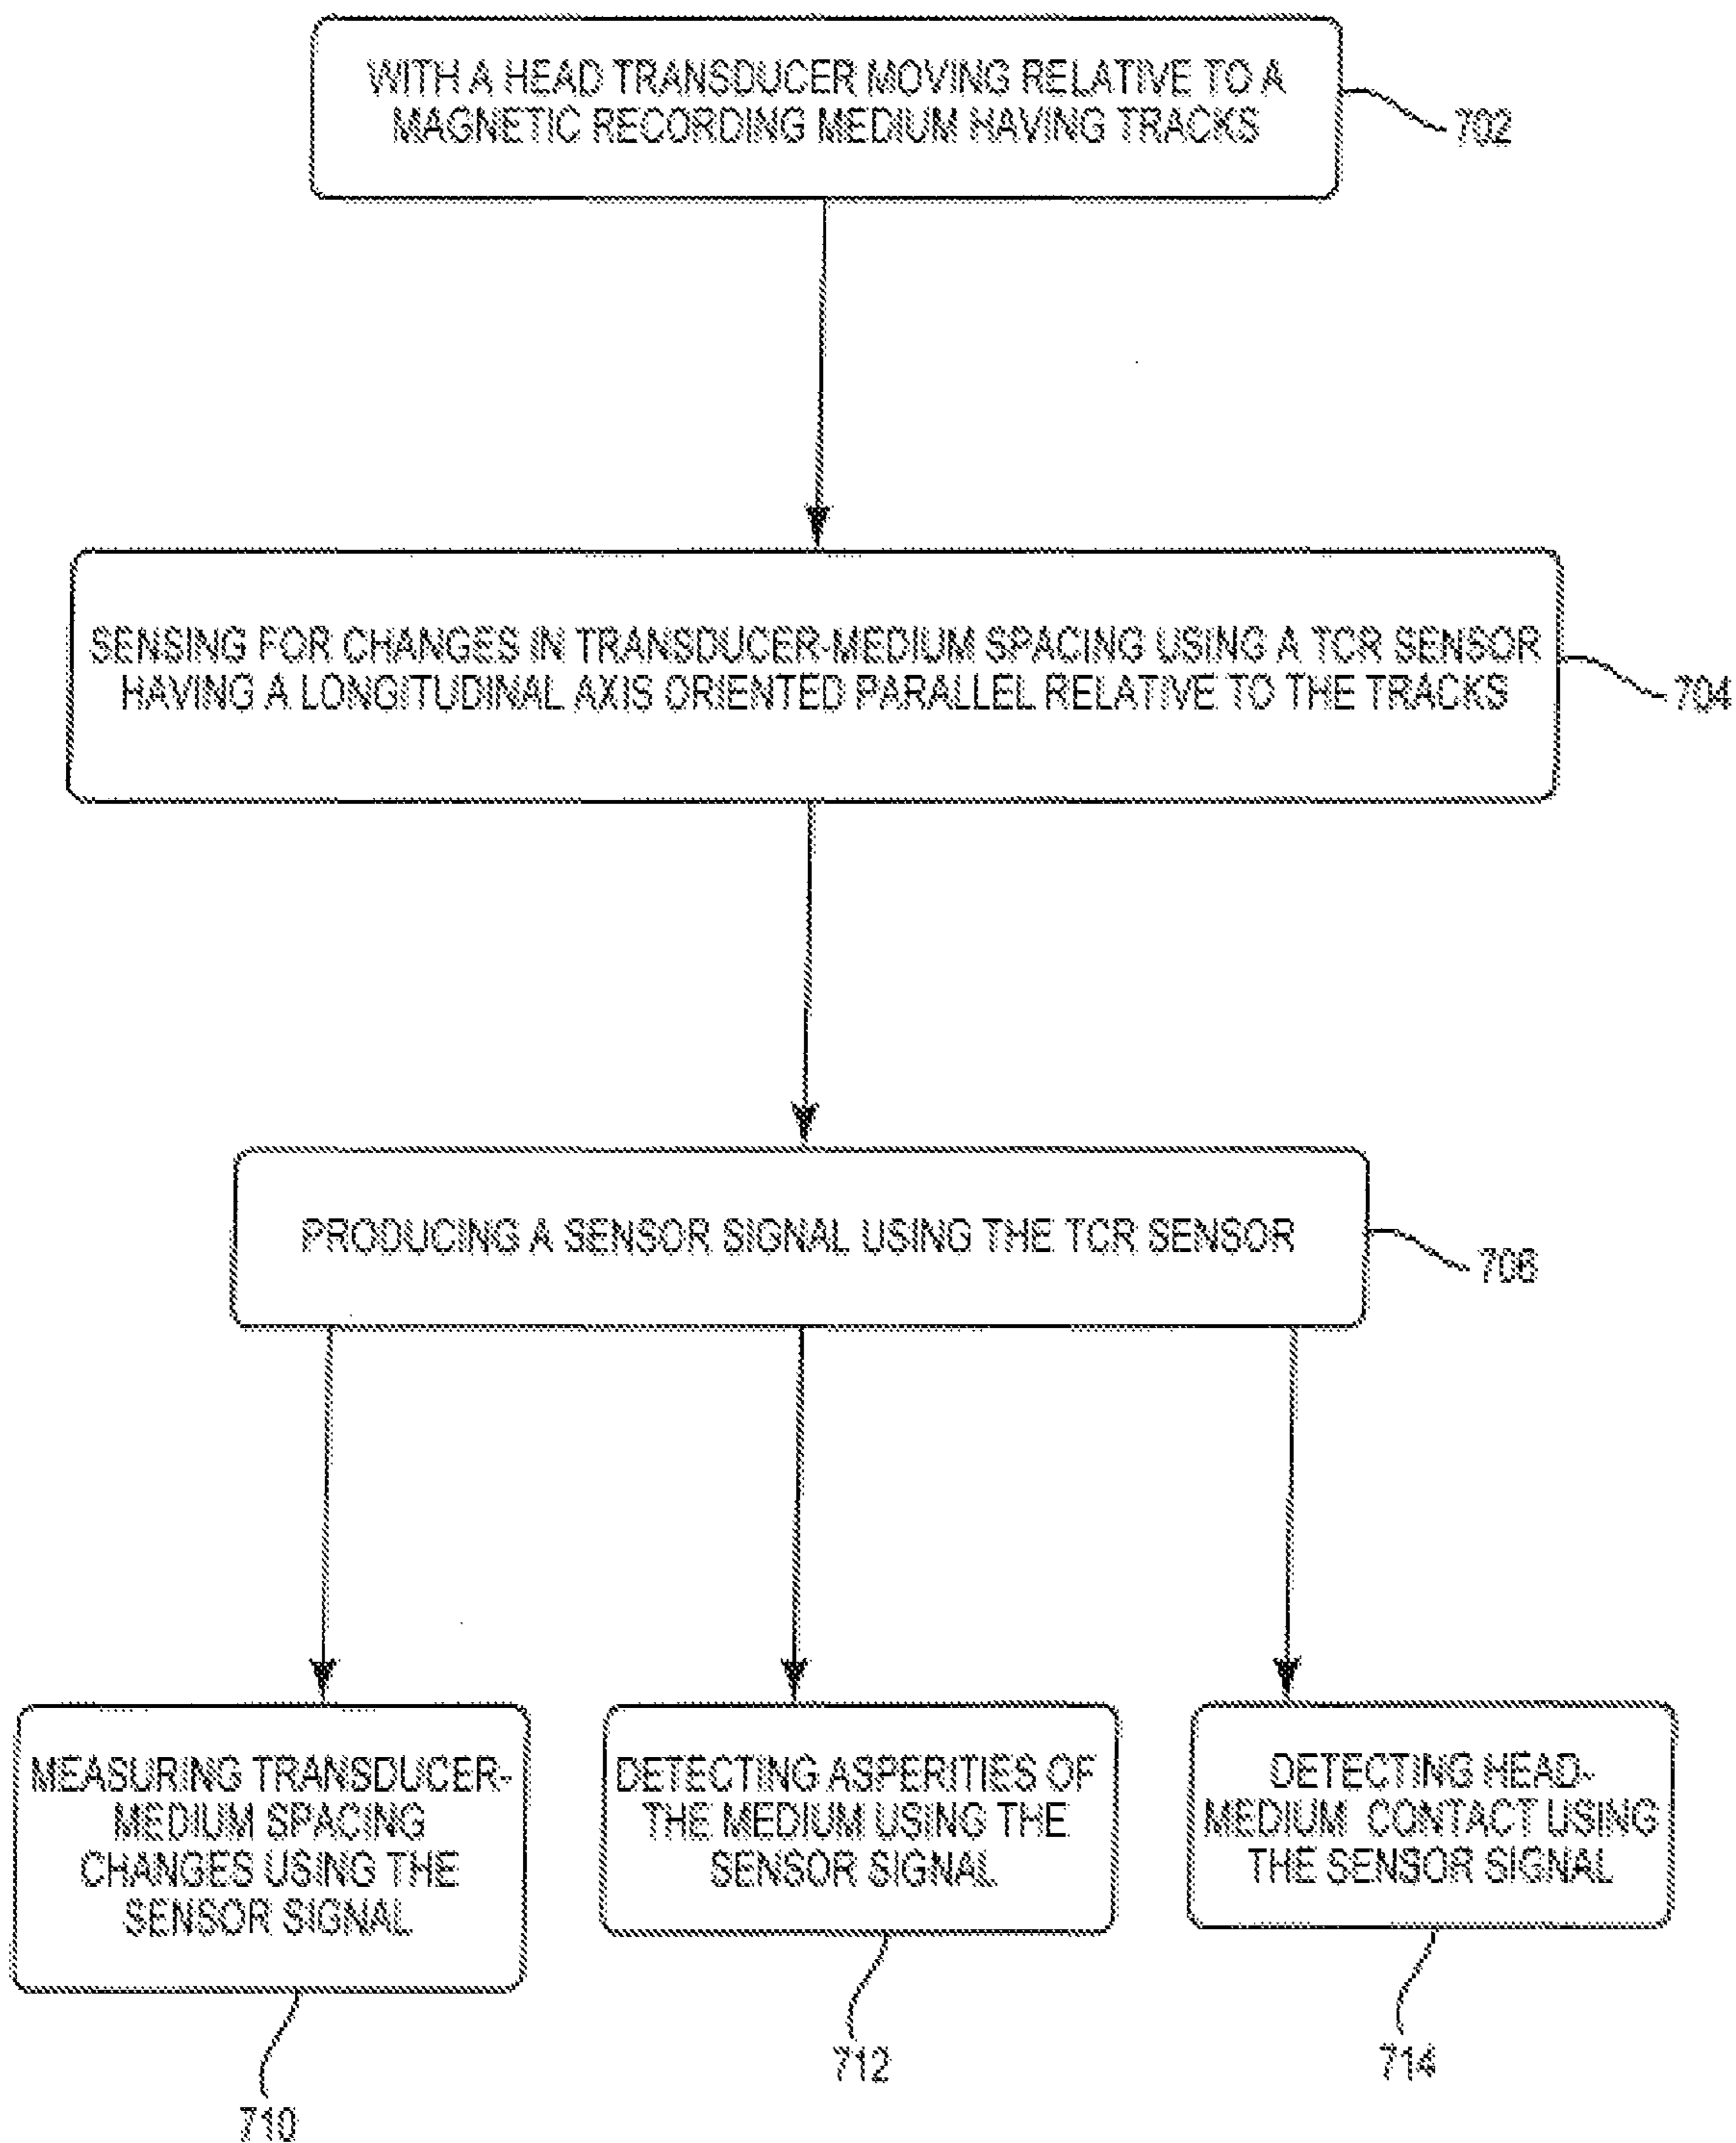 WITH A HEAD TRANSDUCER MOVING RELATIVE TO A
MAGNETIC RECORDING MEDIUM HAVING TRACKS
702
SENSING FOR CHANGES IN TRANSDUCER-MEDIUM SPACING USING A TCR SENSOR
HAVING A LONGITUDINAL AXIS ORIENTED PARALLEL RELATIVE TO THE TRACKS
704
PRODUCING A SENSOR SIGNAL USING THE TCR SENSOR
706
MEASURING TRANSDUCER-
MEDIUM SPACING
CHANGES USING THE
SENSOR SIGNAL
710
DETECTING ASPERITIES OF
THE MEDIUM USING THE
SENSOR SIGNAL
712
DETECTING HEAD-
MEDIUM CONTACT USING
THE SENSOR SIGNAL
714